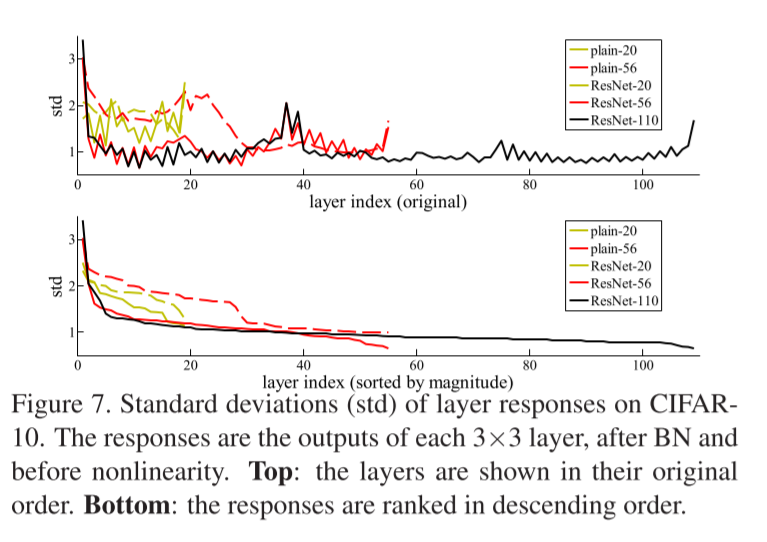 3
2
1
std
plain-20
plain-56
ResNet-20
ResNet-56
ResNet-110
0 20 40 60 80 100
layer index (original)
3
2
1
std
plain-20
plain-56
ResNet-20
ResNet-56
ResNet-110
0 20 40 60 80 100
layer index (sorted by magnitude)
Figure 7. Standard deviations (std) of layer responses on CIFAR-
10. The responses are the outputs of each 3×3 layer, after BN and
before nonlinearity. Top: the layers are shown in their original
order. Bottom: the responses are ranked in descending order.